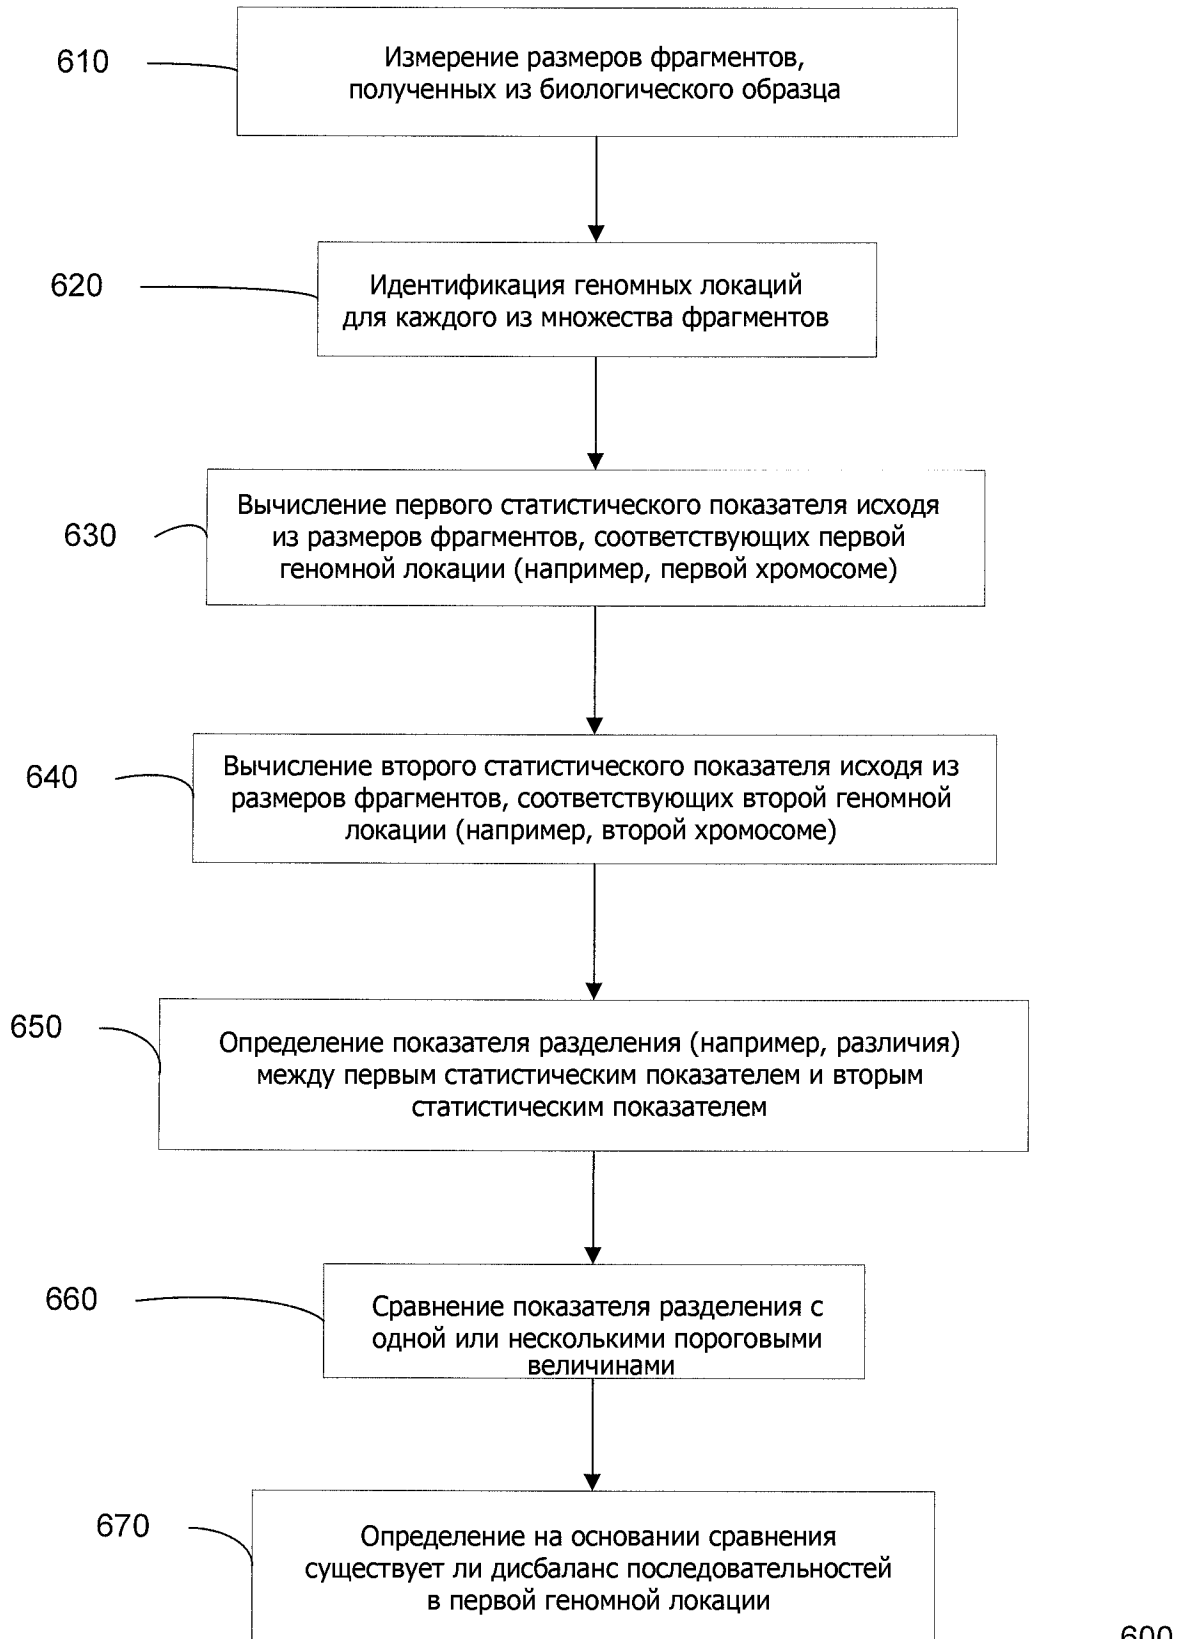 610
Измерение размеров фрагментов,
полученных из биологического образца
620
Идентификация геномных локаций
для каждого из множества фрагментов
630
Вычисление первого статистического показателя исходя
из размеров фрагментов, соответствующих первой
геномной локации (например, первой хромосоме)
640
Вычисление второго статистического показателя исходя из
размеров фрагментов, соответствующих второй геномной
локации (например, второй хромосоме)
650
Определение показателя разделения (например, различия)
между первым статистическим показателем и вторым
статистическим показателем
660
Сравнение показателя разделения с
одной или несколькими пороговыми
величинами
670
Определение на основании сравнения
существует ли дисбаланс последовательностей
в первой геномной локации
600